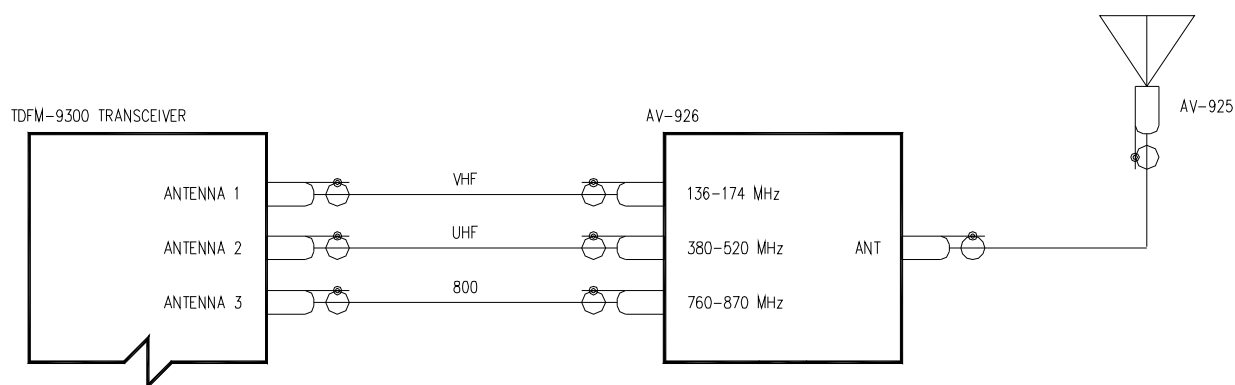 TDFM-9300 TRANSCEIVER
ANTENNA 1
ANTENNA 2
ANTENNA 3
VHF
UHF
800
AV-926
136-174 MHz
380-520 MHz
760-870 MHz
ANT
AV-925